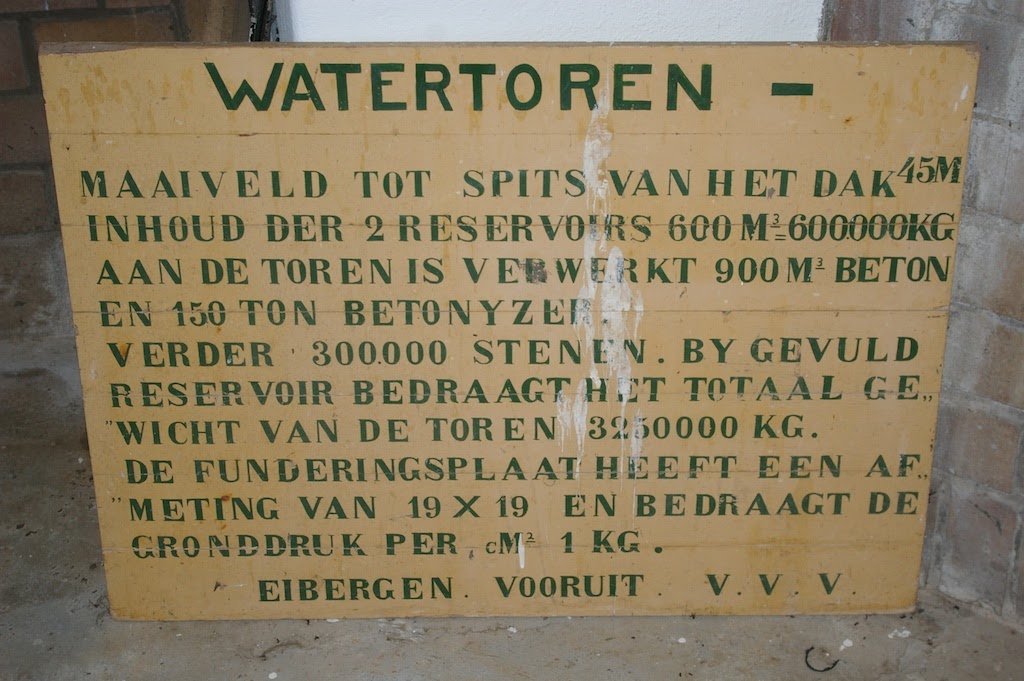 WATERTOREN -
MAAIVELD TOT SPITS VAN HET DAK 45M
INHOUD DER 2 RESERVOIRS 600 M³=600.000KG
AAN DE TOREN IS VERWERKT 900 M³ BETON
EN 150 TON BETONYZER.
VERDER 300.000 STENEN. BY GEVULD
RESERVOIR BEDRAAGT HET TOTAAL GE„
"WICHT VAN DE TOREN 3250000 KG.
DE FUNDERINGSPLAAT HEEFT EEN AF„
"METING VAN 19 X 19 EN BEDRAAGT DE
GRONDDRUK PER cM² 1 KG.
EIBERGEN. VOORUIT. V. V. V.